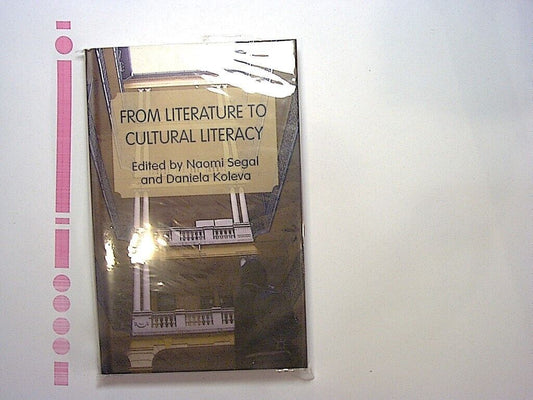 FROM LITERATURE TO
CULTURAL LITERACY
Edited by Naomi Segal
and Daniela Koleva